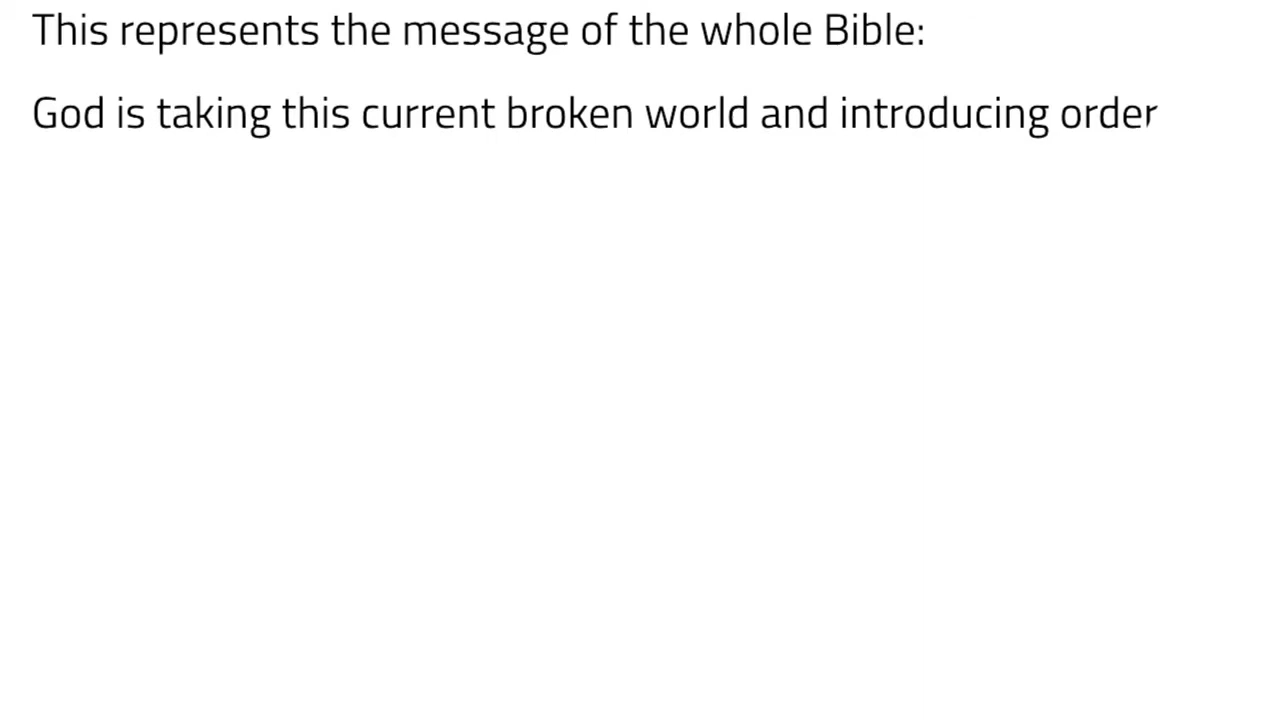 This represents the message of the whole Bible:
God is taking this current broken world and introducing order